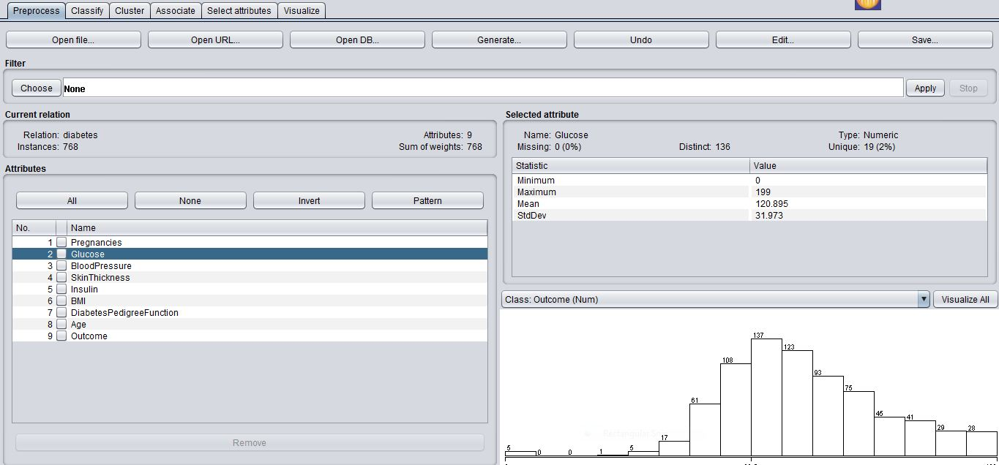 Preprocess Classify Cluster Associate Select attributes Visualize
Open file... Open URL... Open DB... Generate... Undo Edit... Save...
Filter
Choose None Apply Stop
Current relation
Relation: diabetes Attributes: 9
Instances: 768 Sum of weights: 768
Attributes
All None Invert Pattern
No. Name
1 Pregnancies
2 Glucose
3 BloodPressure
4 SkinThickness
5 Insulin
6 BMI
7 DiabetesPedigreeFunction
8 Age
9 Outcome
Remove
Selected attribute
Name: Glucose Type: Numeric
Missing: 0 (0%) Distinct: 136 Unique: 19 (2%)
Statistic Value
Minimum 0
Maximum 199
Mean 120.895
StdDev 31.973
Class: Outcome (Num) Visualize All
5 0 0 1 5 17 61 108 137 123 93 75 45 41 29 28
Rectangular